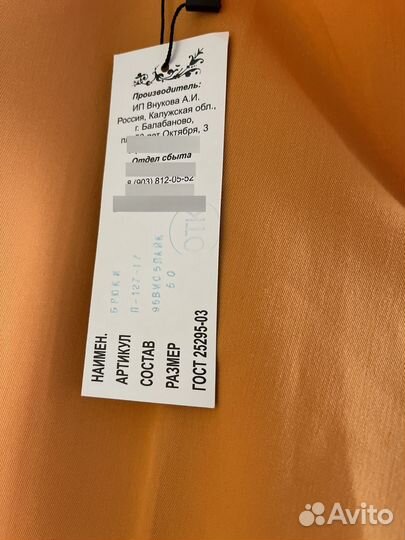 Производитель:
ИП Внукова А.И.
Россия, Калужская обл.,
г. Балабаново,
лет Октября, 3
Отдел сбыта
8 (903) 812-05-52
ОТК
НАИМЕН. БРЮКИ
АРТИКУЛ П-127-17
СОСТАВ 95ВИС5ЛАЙК
РАЗМЕР 50
ГОСТ 25295-03
Avito